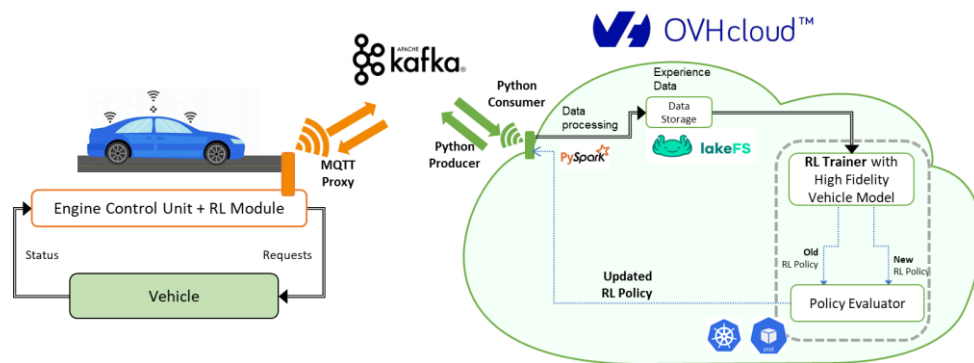 OVHcloud™
APACHE
kafka®
Python
Consumer
Experience
Data
Data
processing
Data
Storage
Python
Producer
PySpark
lakeFS
MQTT
Proxy
RL Trainer with
High Fidelity
Vehicle Model
Engine Control Unit + RL Module
Status
Requests
Old
RL Policy
New
RL Policy
Updated
RL Policy
Vehicle
Policy Evaluator
pod